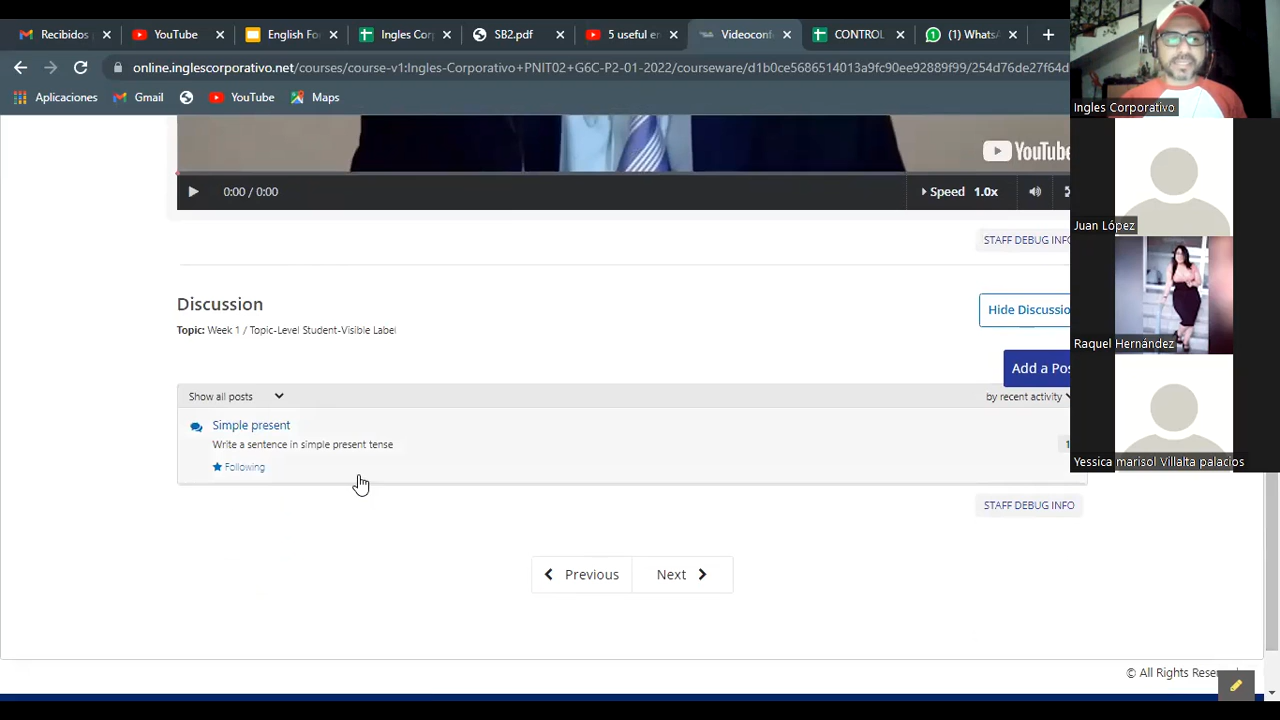 Recibidos
YouTube
English Fo
Ingles Cor
SB2.pdf
5 useful e
Videoconf
CONTROL
(1) Whats
online.inglescorporativo.net/courses/course-v1:Ingles-Corporativo+PNIT02+G6C-P2-01-2022/courseware/d1b0ce5686514013a9fc90ee92889f99/254d76de27f64d
Aplicaciones
Gmail
YouTube
Maps
Ingles Corporativo
YouTube
0:00 / 0:00
Speed 1.0x
Juan López
STAFF DEBUG INFO
Discussion
Hide Discussio
Topic: Week 1 / Topic-Level Student-Visible Label
Raquel Hernández
Add a Pos
Show all posts
by recent activity
Simple present
Write a sentence in simple present tense
Following
Yessica marisol Villalta palacios
STAFF DEBUG INFO
Previous
Next
© All Rights Rese